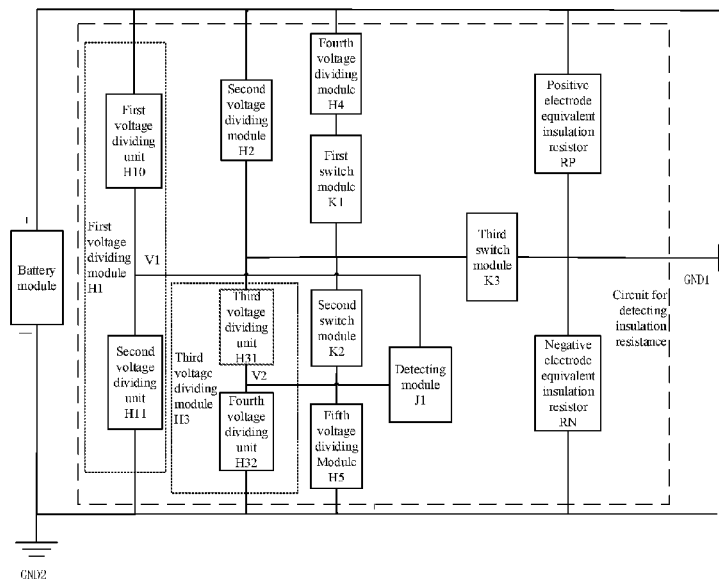 Fourth
voltage
dividing
module
H4
Second
voltage
dividing
module
H2
First
voltage
dividing
unit
H10
Positive
electrode
equivalent
insulation
resistor
RP
First
switch
module
K1
Third
switch
module
K3
First
voltage
dividing
module
H1
V1
Battery
module
GND1
Circuit for
detecting
insulation
resistance
Third
voltage
dividing
unit
H31
Second
switch
module
K2
Second
voltage
dividing
unit
H11
Third
voltage
dividing
module
H3
V2
Detecting
module
J1
Negative
electrode
equivalent
insulation
resistor
RN
Fourth
voltage
dividing
unit
H32
Fifth
voltage
dividing
Module
H5
GND2